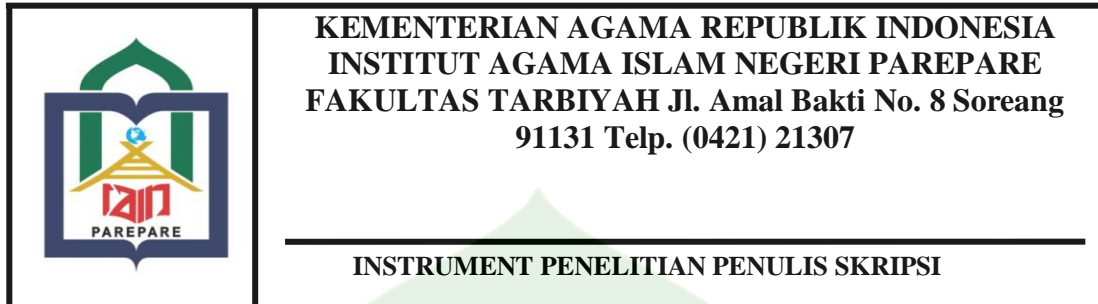 KEMENTERIAN AGAMA REPUBLIK INDONESIA
INSTITUT AGAMA ISLAM NEGERI PAREPARE
FAKULTAS TARBIYAH Jl. Amal Bakti No. 8 Soreang
91131 Telp. (0421) 21307
iain
PAREPARE
INSTRUMENT PENELITIAN PENULIS SKRIPSI